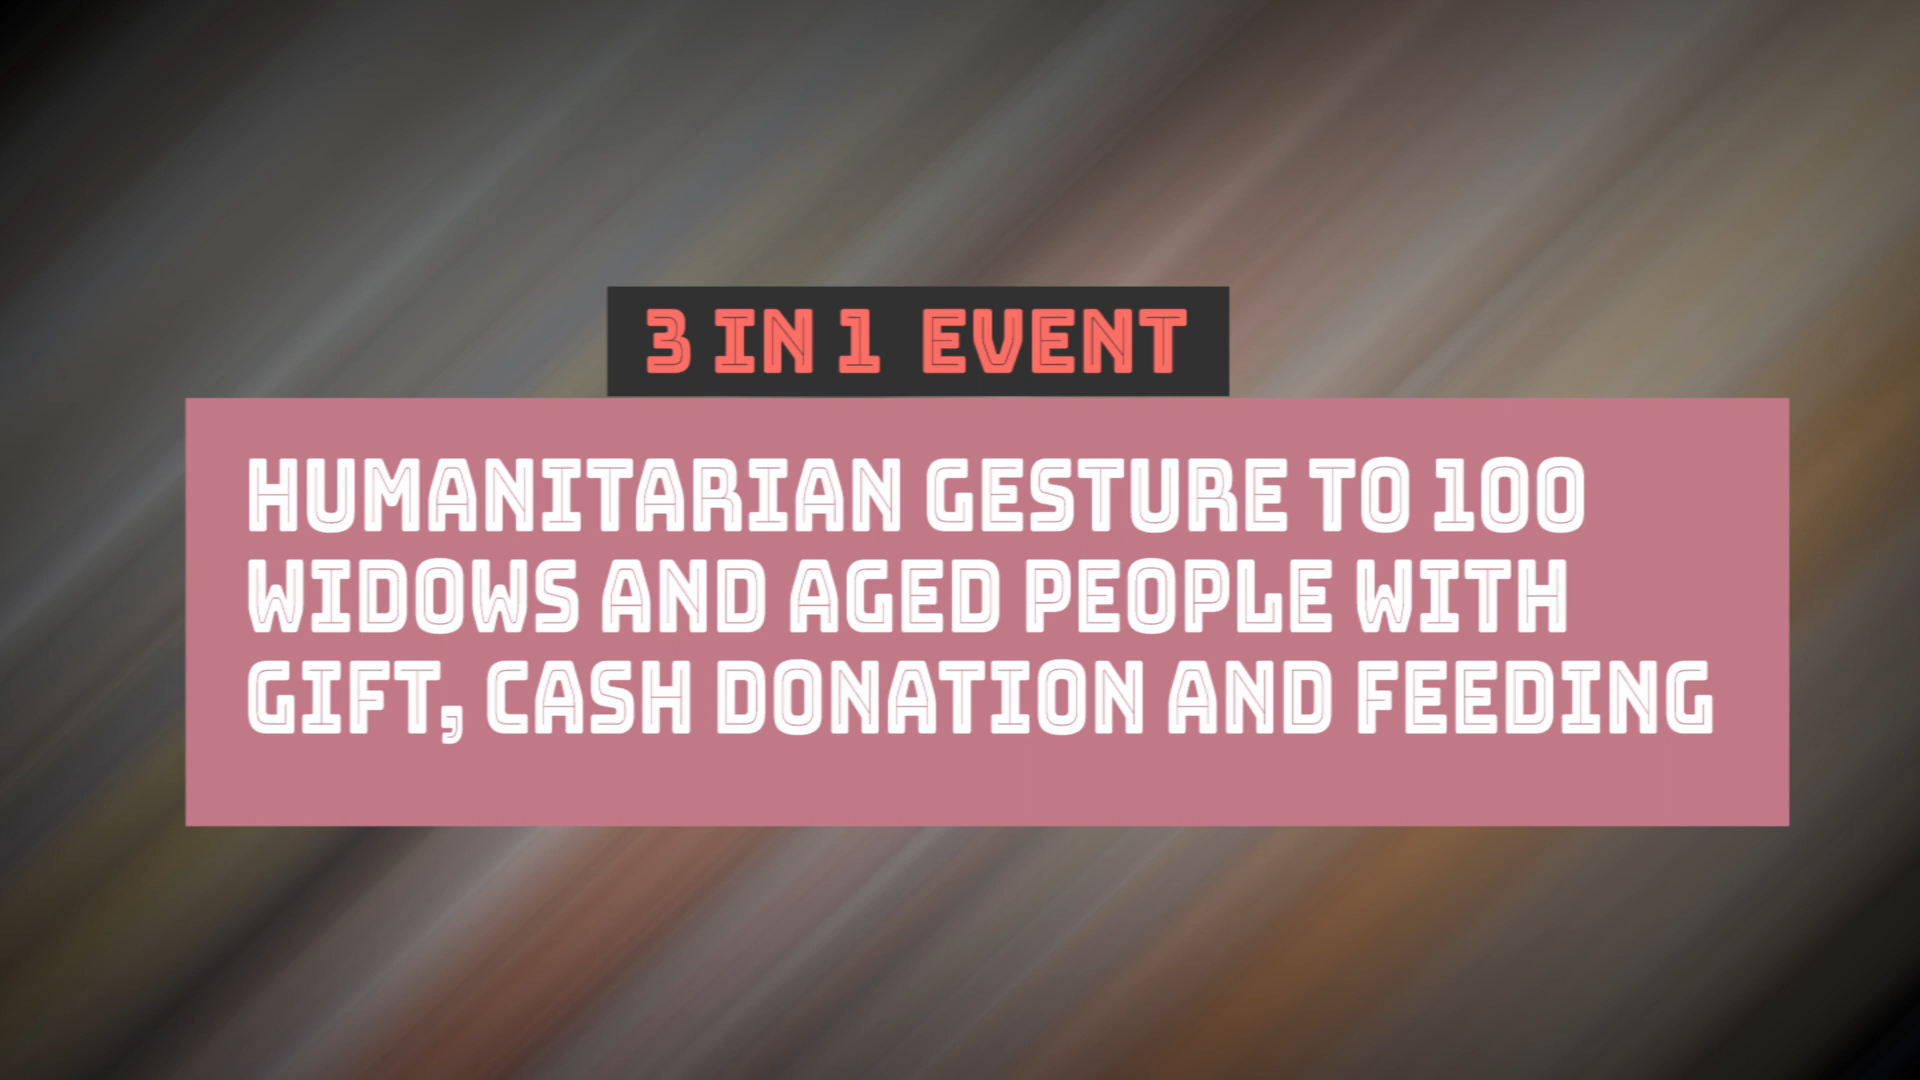 3 IN 1 EVENT
HUMANITARIAN GESTURE TO 100
WIDOWS AND AGED PEOPLE WITH
GIFT, CASH DONATION AND FEEDING